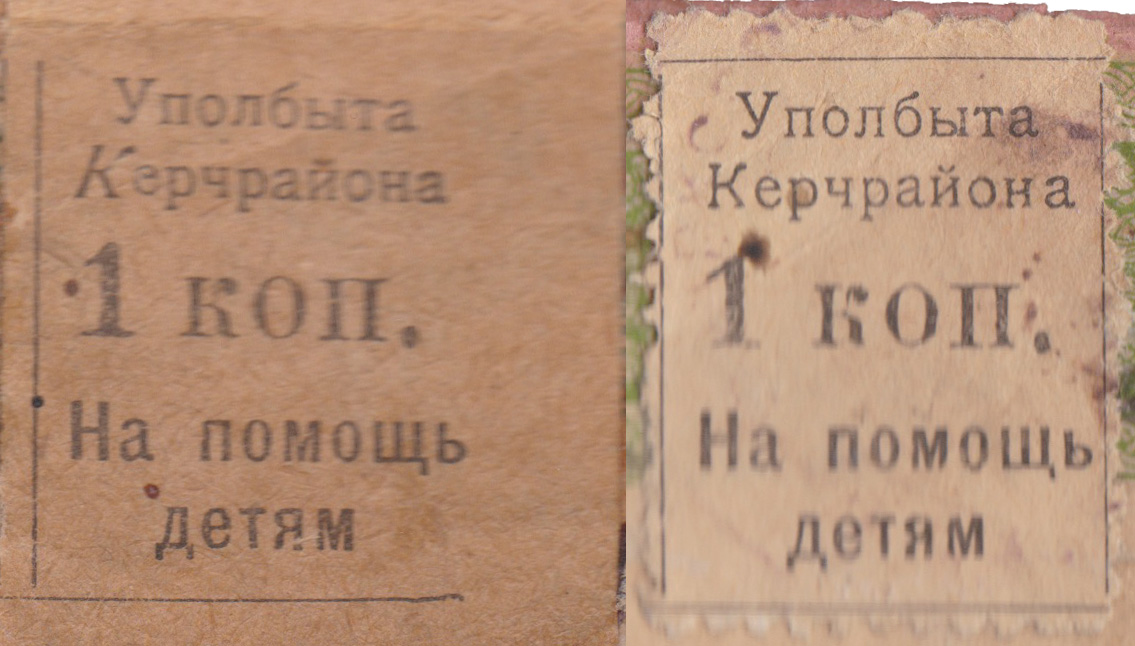 Уполбыта
Керчрайона
1 коп.
На помощь
детям
Уполбыта
Керчрайона
1 коп.
На помощь
детям